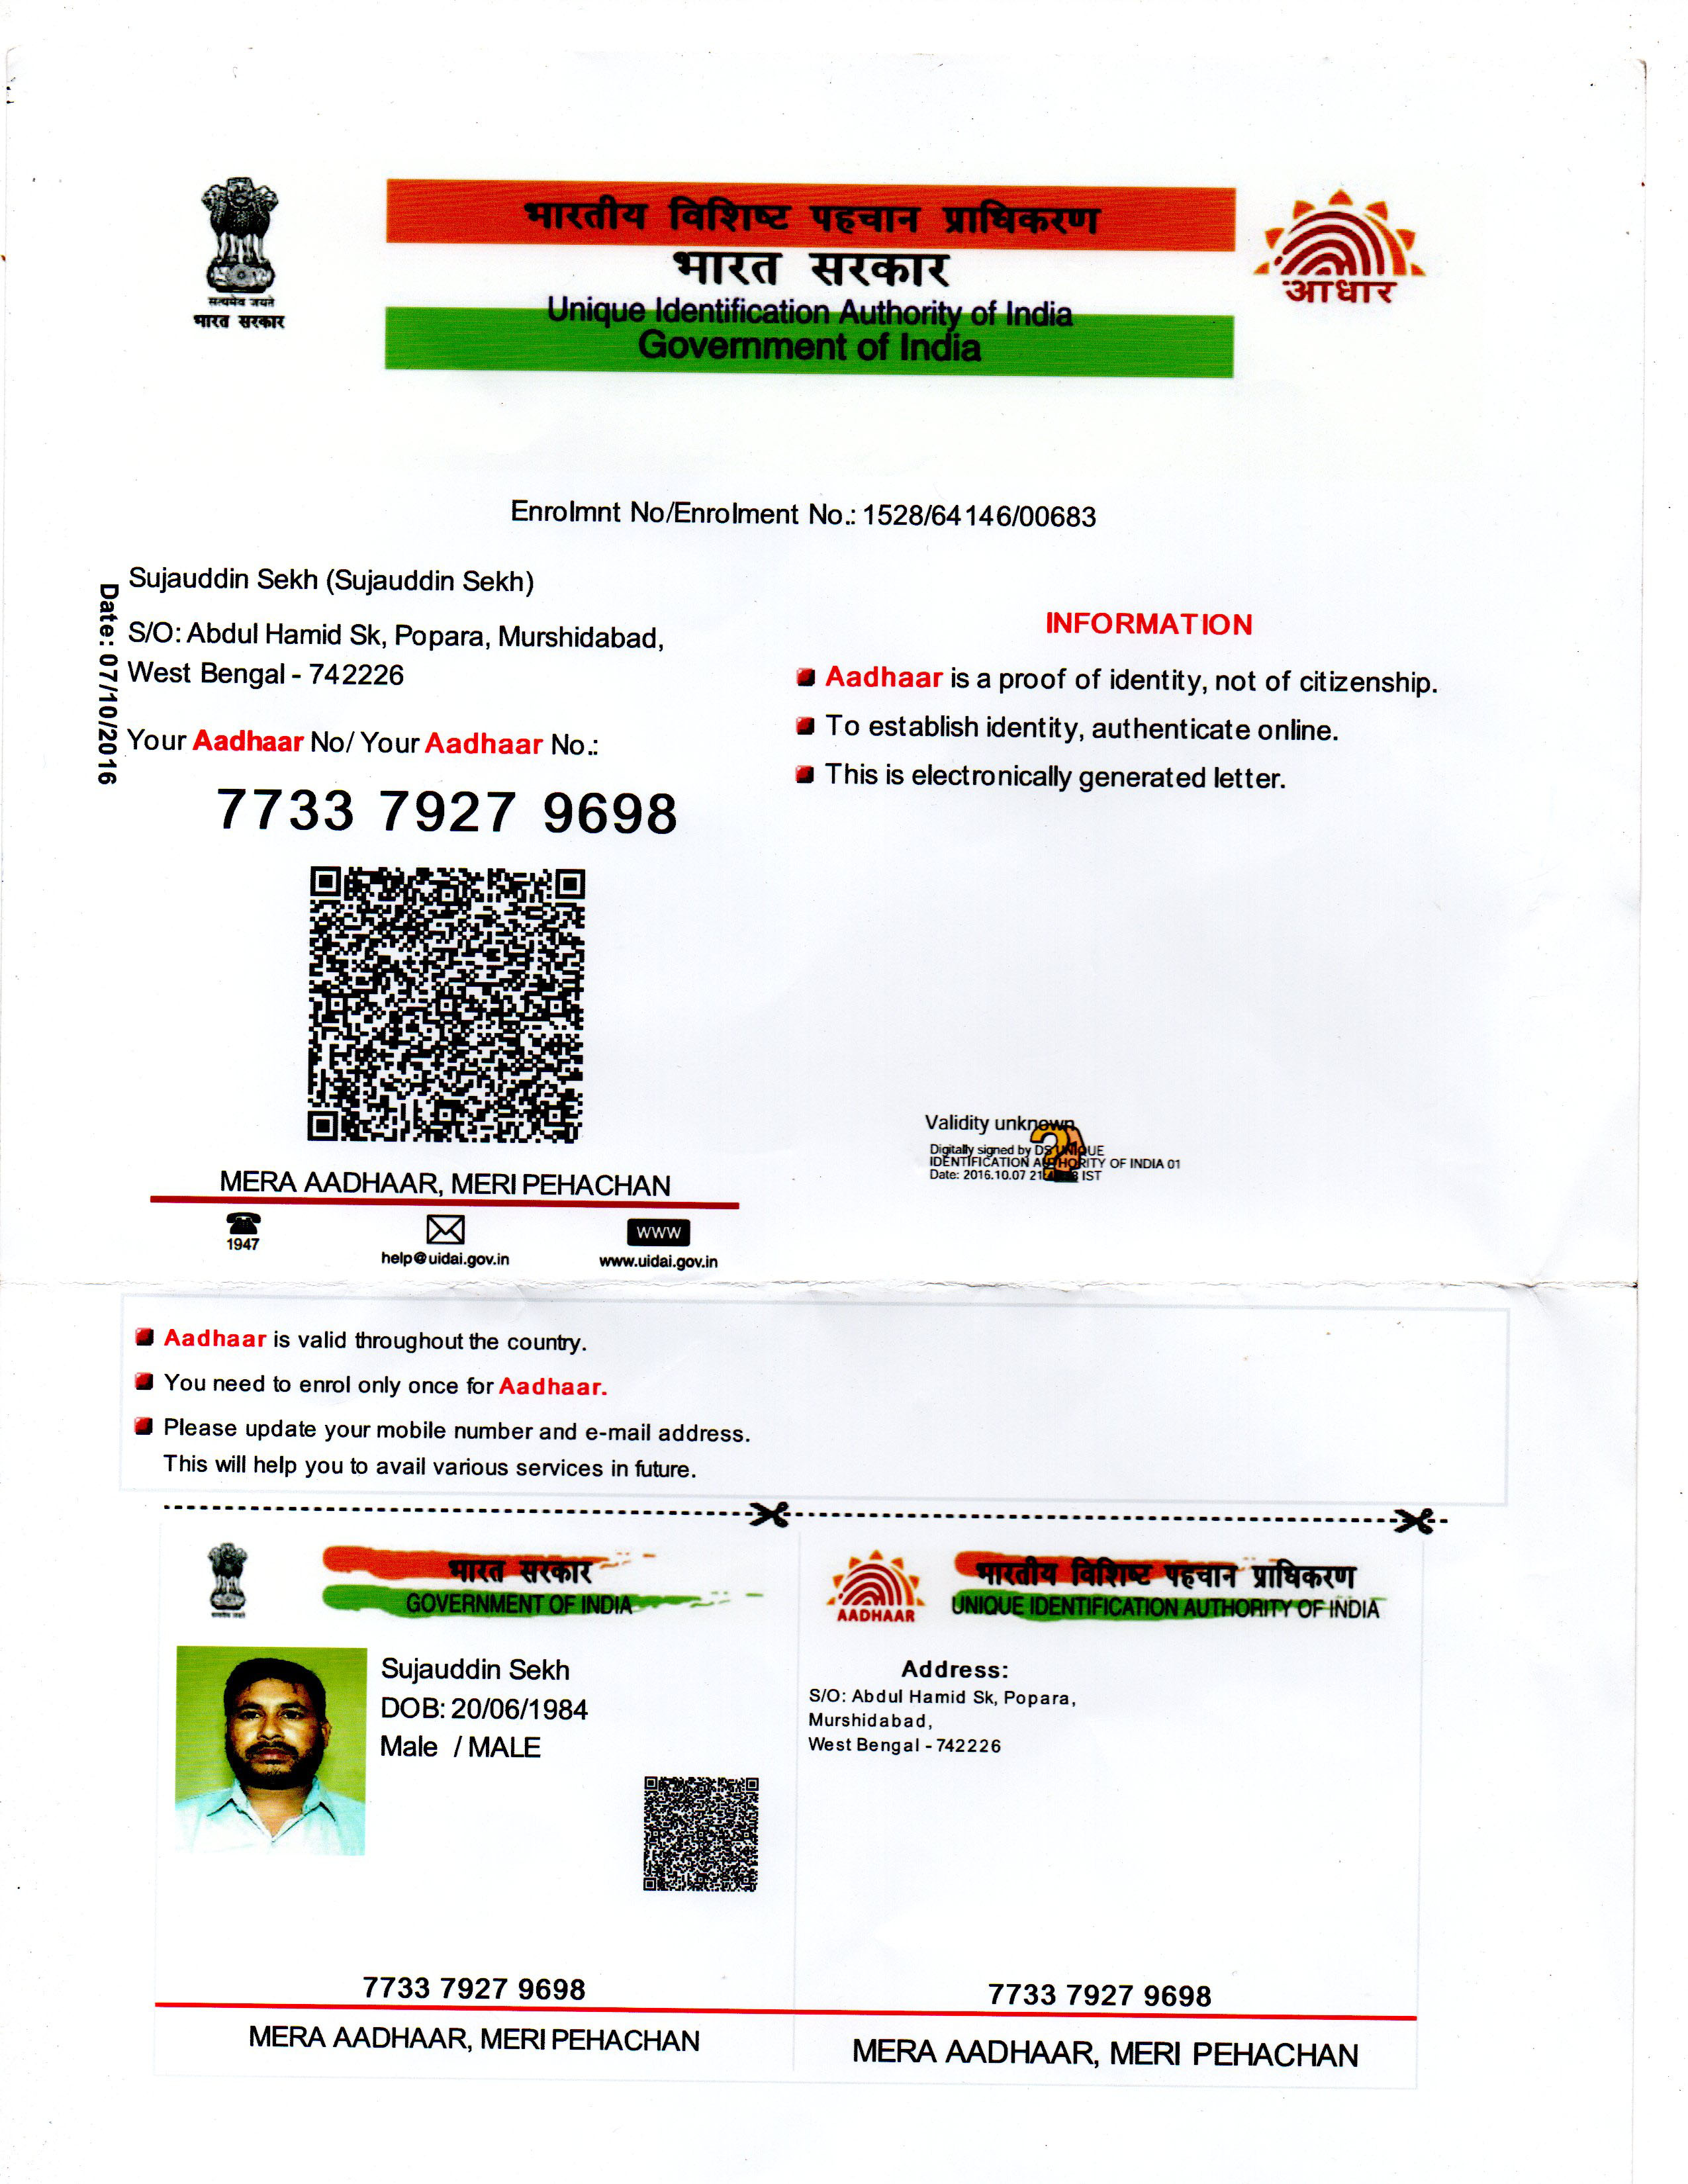 भारतीय विशिष्ट पहचान प्राधिकरण
भारत सरकार
Unique Identification Authority of India
Government of India
सत्यमेव जयते
भारत सरकार
आधार
Enrolmnt No/Enrolment No.: 1528/64146/00683
Date: 07/10/2016
Sujauddin Sekh (Sujauddin Sekh)
S/O: Abdul Hamid Sk, Popara, Murshidabad,
West Bengal - 742226
Your Aadhaar No/ Your Aadhaar No.:
7733 7927 9698
MERA AADHAAR, MERI PEHACHAN
1947
help@uidai.gov.in
www
www.uidai.gov.in
INFORMATION
Aadhaar is a proof of identity, not of citizenship.
To establish identity, authenticate online.
This is electronically generated letter.
Validity unknown
Digitally signed by DS UNIQUE
IDENTIFICATION AUTHORITY OF INDIA 01
Date: 2016.10.07 IST
Aadhaar is valid throughout the country.
You need to enrol only once for Aadhaar.
Please update your mobile number and e-mail address.
This will help you to avail various services in future.
भारत सरकार
GOVERNMENT OF INDIA
Sujauddin Sekh
DOB: 20/06/1984
Male / MALE
7733 7927 9698
MERA AADHAAR, MERI PEHACHAN
AADHAAR
भारतीय विशिष्ट पहचान प्राधिकरण
UNIQUE IDENTIFICATION AUTHORITY OF INDIA
Address:
S/O: Abdul Hamid Sk, Popara,
Murshidabad,
West Bengal - 742226
7733 7927 9698
MERA AADHAAR, MERI PEHACHAN